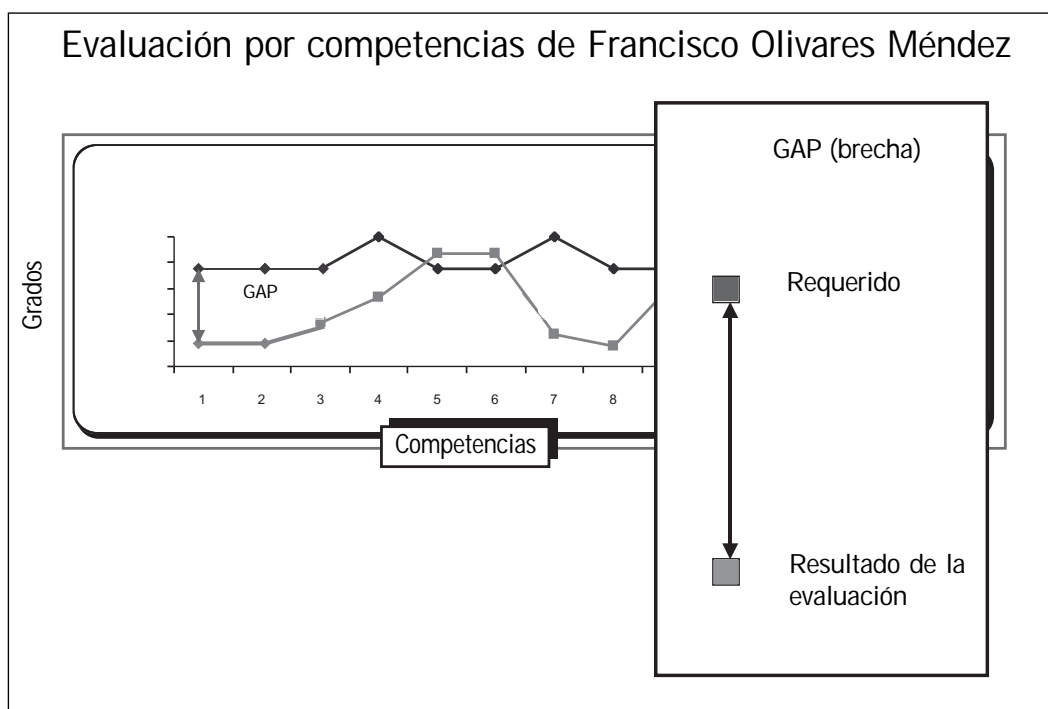 Evaluación por competencias de Francisco Olivares Méndez
GAP (brecha)
Grados
GAP
Requerido
1 2 3 4 5 6 7 8
Competencias
Resultado de la
evaluación